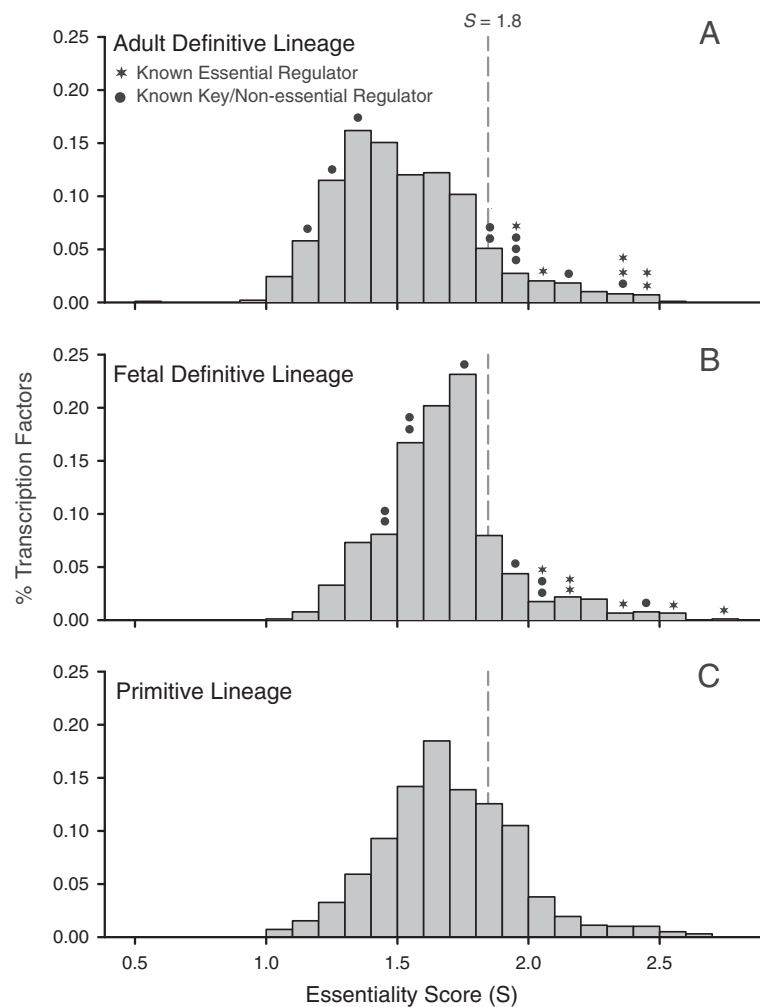 S = 1.8
A
0.25
Adult Definitive Lineage
Known Essential Regulator
0.20
Known Key/Non-essential Regulator
0.15
0.10
0.05
0.00
B
0.25
Fetal Definitive Lineage
0.20
0.15
0.10
0.05
0.00
% Transcription Factors
C
0.25
Primitive Lineage
0.20
0.15
0.10
0.05
0.00
0.5 1.0 1.5 2.0 2.5
Essentiality Score (S)